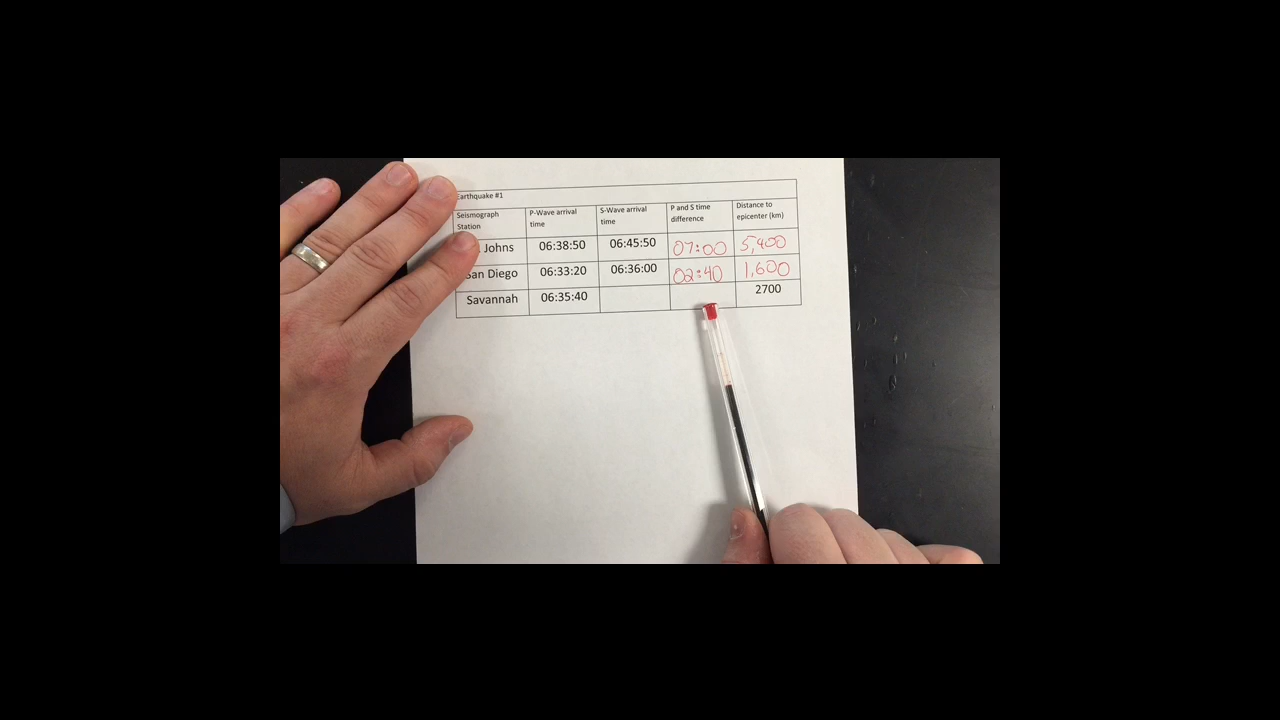 Earthquake #1
Seismograph Station P-Wave arrival time S-Wave arrival time P and S time difference Distance to epicenter (km)
Johns 06:38:50 06:45:50 07:00 5,400
San Diego 06:33:20 06:36:00 02:40 1,600
Savannah 06:35:40 2700